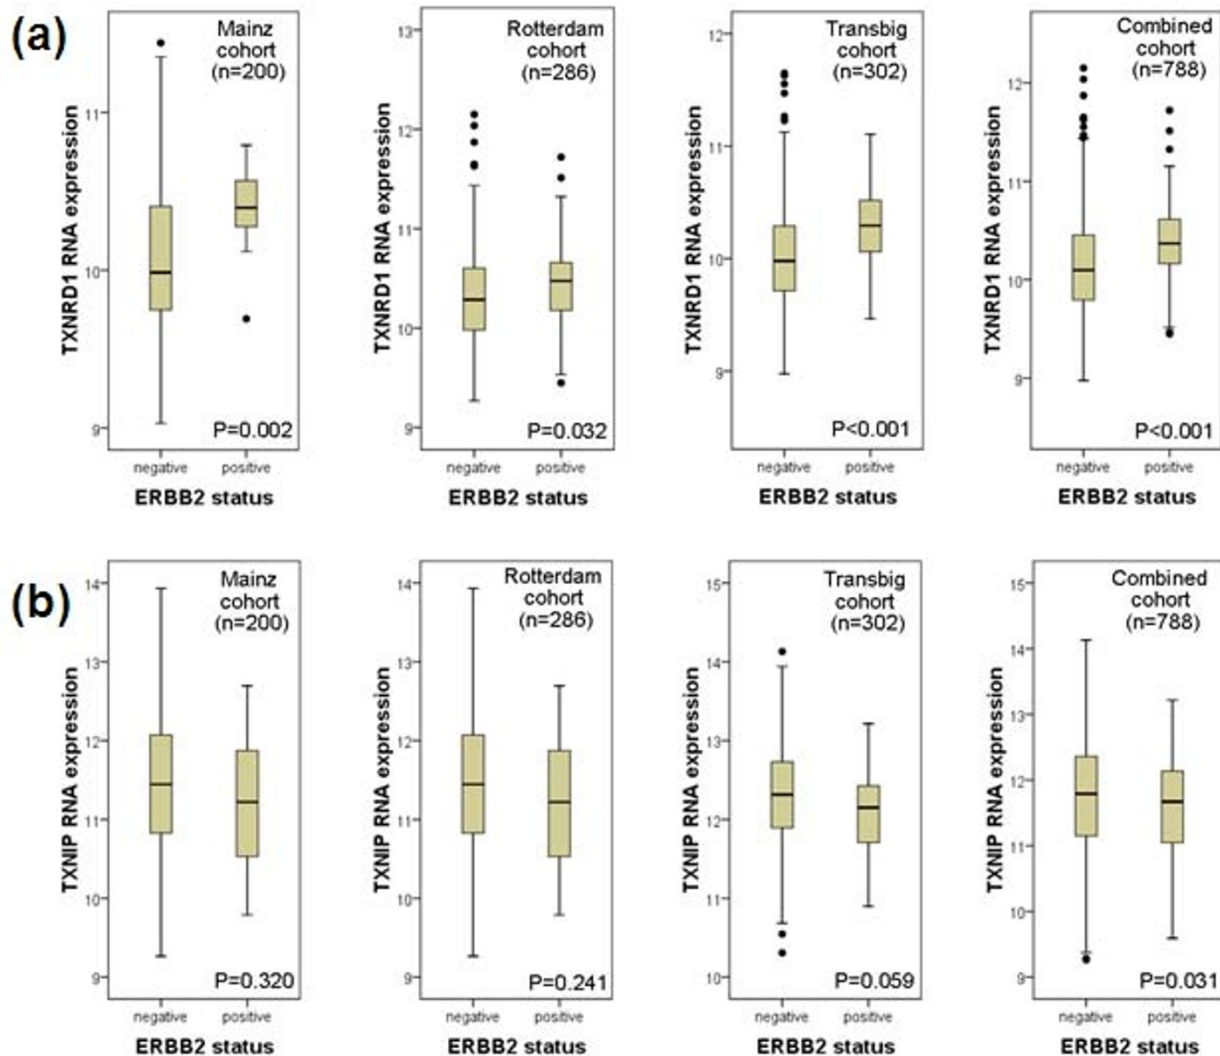 (a)
Mainz
cohort
(n=200)
TXNRD1 RNA expression
11
10
9
P=0.002
negative positive
ERBB2 status
Rotterdam
cohort
(n=286)
TXNRD1 RNA expression
13
12
11
10
9
P=0.032
negative positive
ERBB2 status
Transbig
cohort
(n=302)
TXNRD1 RNA expression
12
11
10
9
P<0.001
negative positive
ERBB2 status
Combined
cohort
(n=788)
TXNRD1 RNA expression
12
11
10
9
P<0.001
negative positive
ERBB2 status
(b)
Mainz
cohort
(n=200)
TXNIP RNA expression
14
13
12
11
10
9
P=0.320
negative positive
ERBB2 status
Rotterdam
cohort
(n=286)
TXNIP RNA expression
14
13
12
11
10
9
P=0.241
negative positive
ERBB2 status
Transbig
cohort
(n=302)
TXNIP RNA expression
15
14
13
12
11
10
P=0.059
negative positive
ERBB2 status
Combined
cohort
(n=788)
TXNIP RNA expression
15
14
13
12
11
10
9
P=0.031
negative positive
ERBB2 status